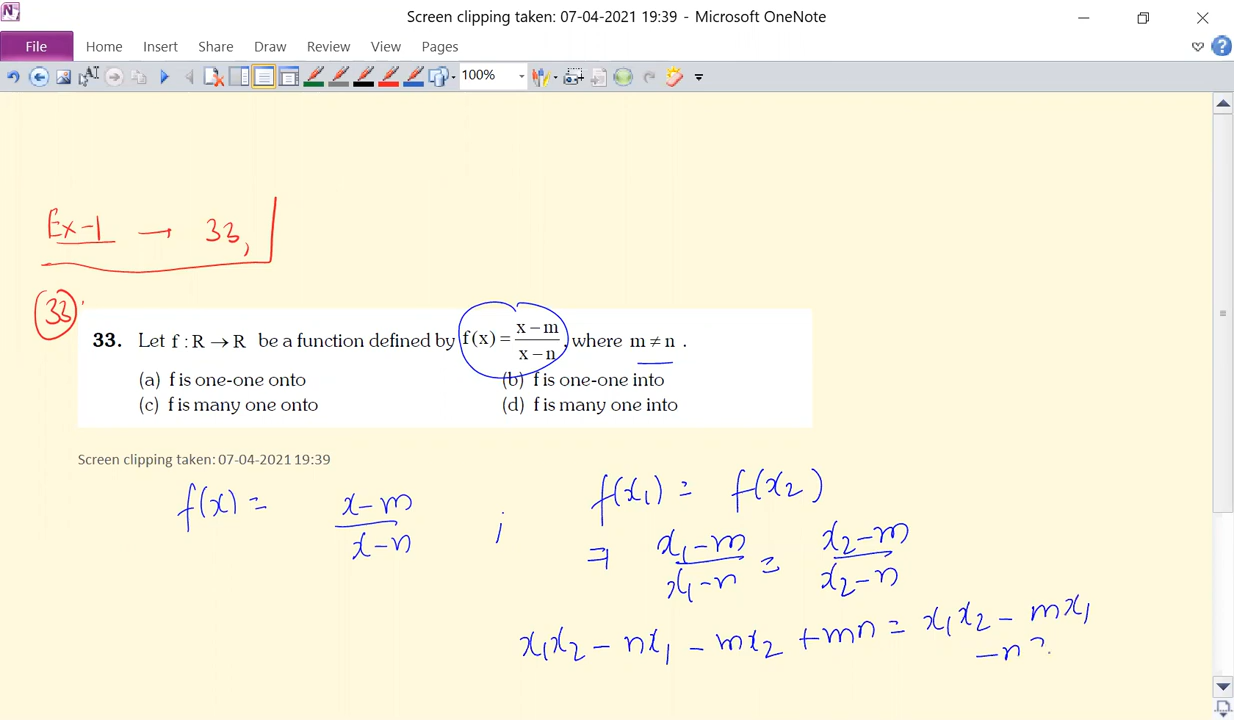 Screen clipping taken: 07-04-2021 19:39 - Microsoft OneNote
File Home Insert Share Draw Review View Pages
100%
Ex-1 → 33,
33
33. Let f : R → R be a function defined by f(x) = (x – m)/(x – n), where m ≠ n .
(a) f is one-one onto (b) f is one-one into
(c) f is many one onto (d) f is many one into
Screen clipping taken: 07-04-2021 19:39
f(x) = (x-m)/(x-n) ; f(x₁) = f(x₂)
⇒ (x₁-m)/(x₁-n) = (x₂-m)/(x₂-n)
x₁x₂ - nx₁ - mx₂ + mn = x₁x₂ - mx₁
-n